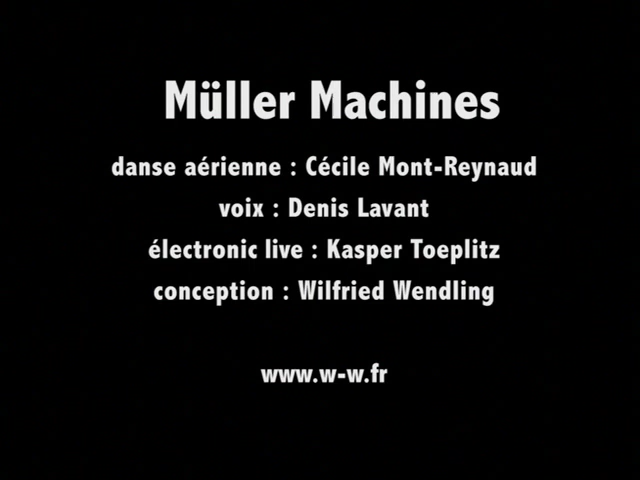 Müller Machines
danse aérienne : Cécile Mont-Reynaud
voix : Denis Lavant
électronic live : Kasper Toeplitz
conception : Wilfried Wendling
www.w-w.fr